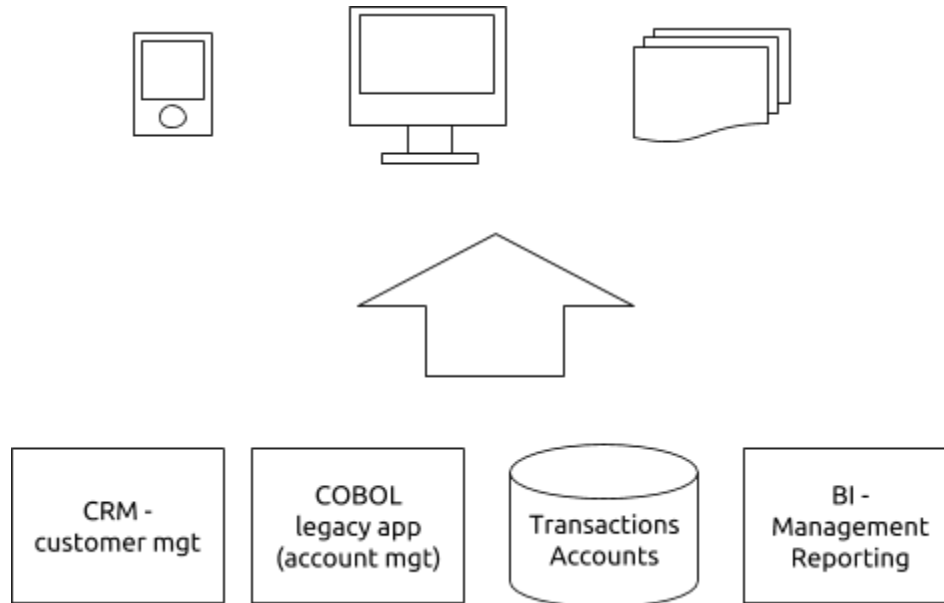 CRM -
customer mgt
COBOL
legacy app
(account mgt)
Transactions
Accounts
BI -
Management
Reporting